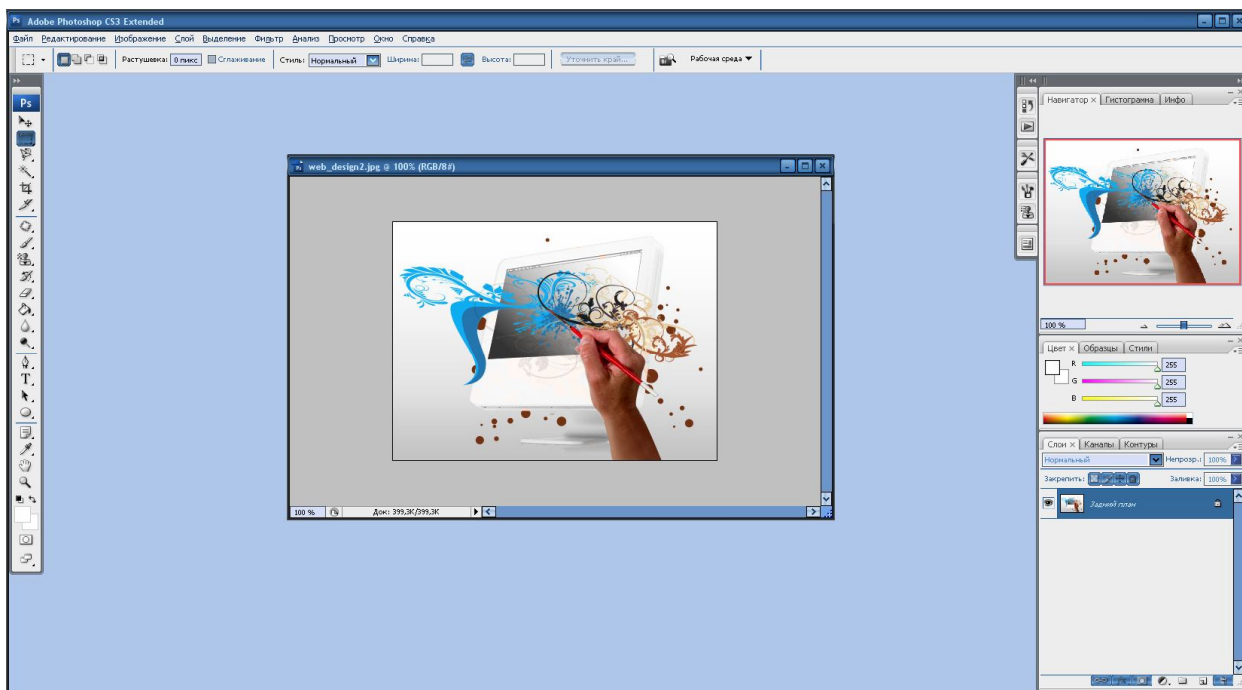 Adobe Photoshop CS3 Extended
Файл Редактирование Изображение Слой Выделение Фильтр Анализ Просмотр Окно Справка
Растушевка: 0 пикс Сглаживание Стиль: Нормальный Ширина: Высота: Уточнить край... Рабочая среда
Ps
web_design2.jpg @ 100% (RGB/8#)
100 % Док: 399,3K/399,3K
Навигатор × Гистограмма Инфо
100 %
Цвет × Образцы Стили
R 255
G 255
B 255
Слои × Каналы Контуры
Нормальный Непрозр.: 100%
Закрепить: Заливка: 100%
Задний план